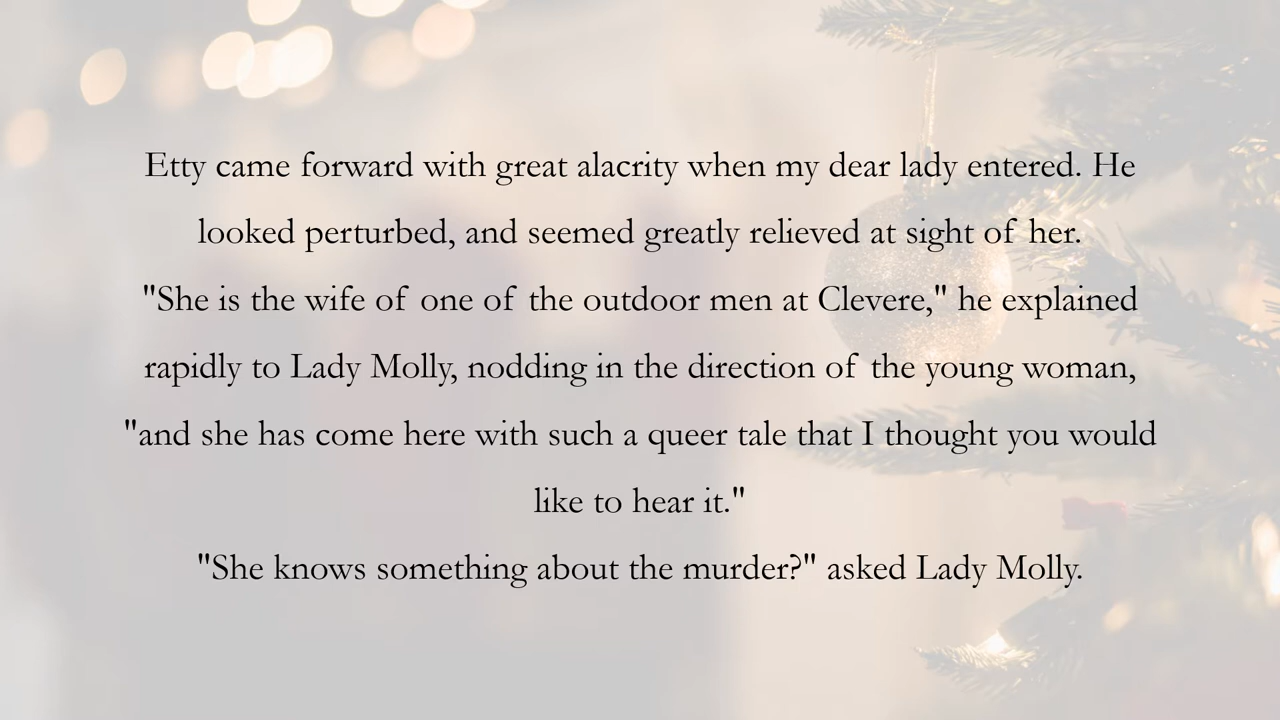 Etty came forward with great alacrity when my dear lady entered. He
looked perturbed, and seemed greatly relieved at sight of her.
"She is the wife of one of the outdoor men at Clevere," he explained
rapidly to Lady Molly, nodding in the direction of the young woman,
"and she has come here with such a queer tale that I thought you would
like to hear it."
"She knows something about the murder?" asked Lady Molly.